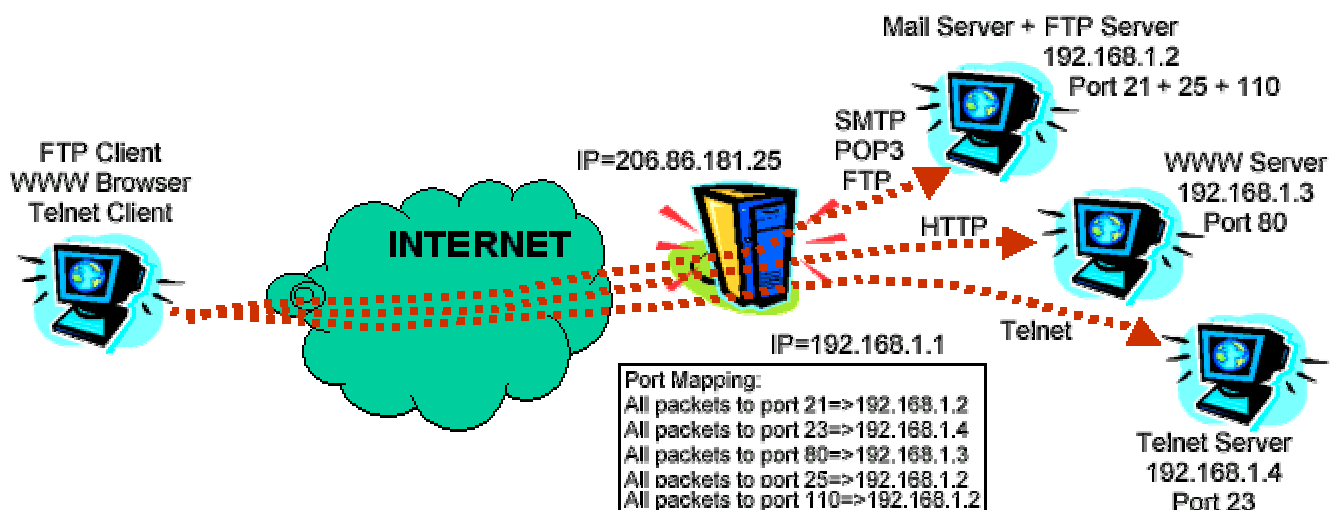 Mail Server + FTP Server
192.168.1.2
Port 21 + 25 + 110
FTP Client
WWW Browser
Telnet Client
INTERNET
IP=206.86.181.25
SMTP
POP3
FTP
WWW Server
192.168.1.3
Port 80
HTTP
Telnet
IP=192.168.1.1
Port Mapping:
All packets to port 21=>192.168.1.2
All packets to port 23=>192.168.1.4
All packets to port 80=>192.168.1.3
All packets to port 25=>192.168.1.2
All packets to port 110=>192.168.1.2
Telnet Server
192.168.1.4
Port 23